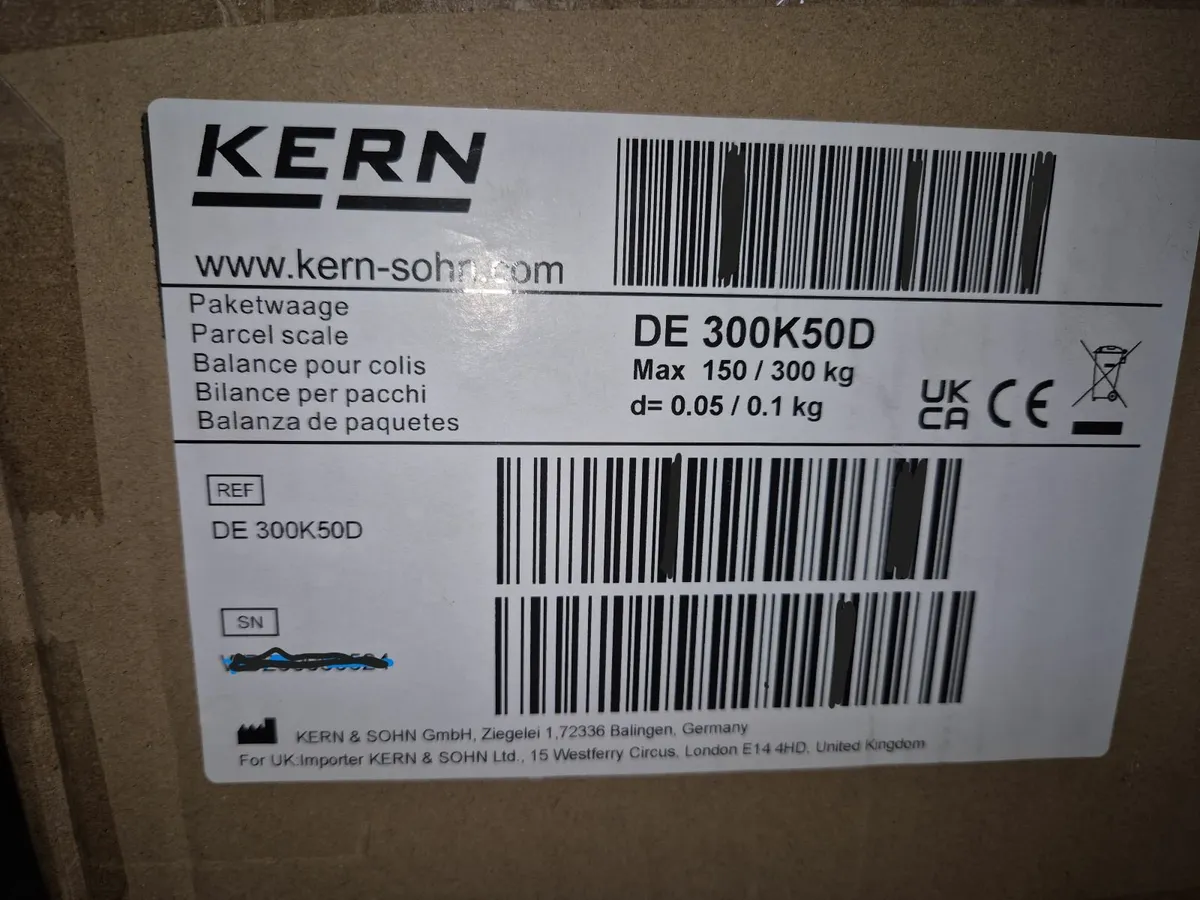 KERN
www.kern-sohn.com
Paketwaage
Parcel scale
Balance pour colis
Bilance per pacchi
Balanza de paquetes
DE 300K50D
Max 150 / 300 kg
d= 0.05 / 0.1 kg
UK
CA
CE
REF
DE 300K50D
SN
KERN & SOHN GmbH, Ziegelei 1,72336 Balingen, Germany
For UK:Importer KERN & SOHN Ltd., 15 Westferry Circus, London E14 4HD, United Kingdom